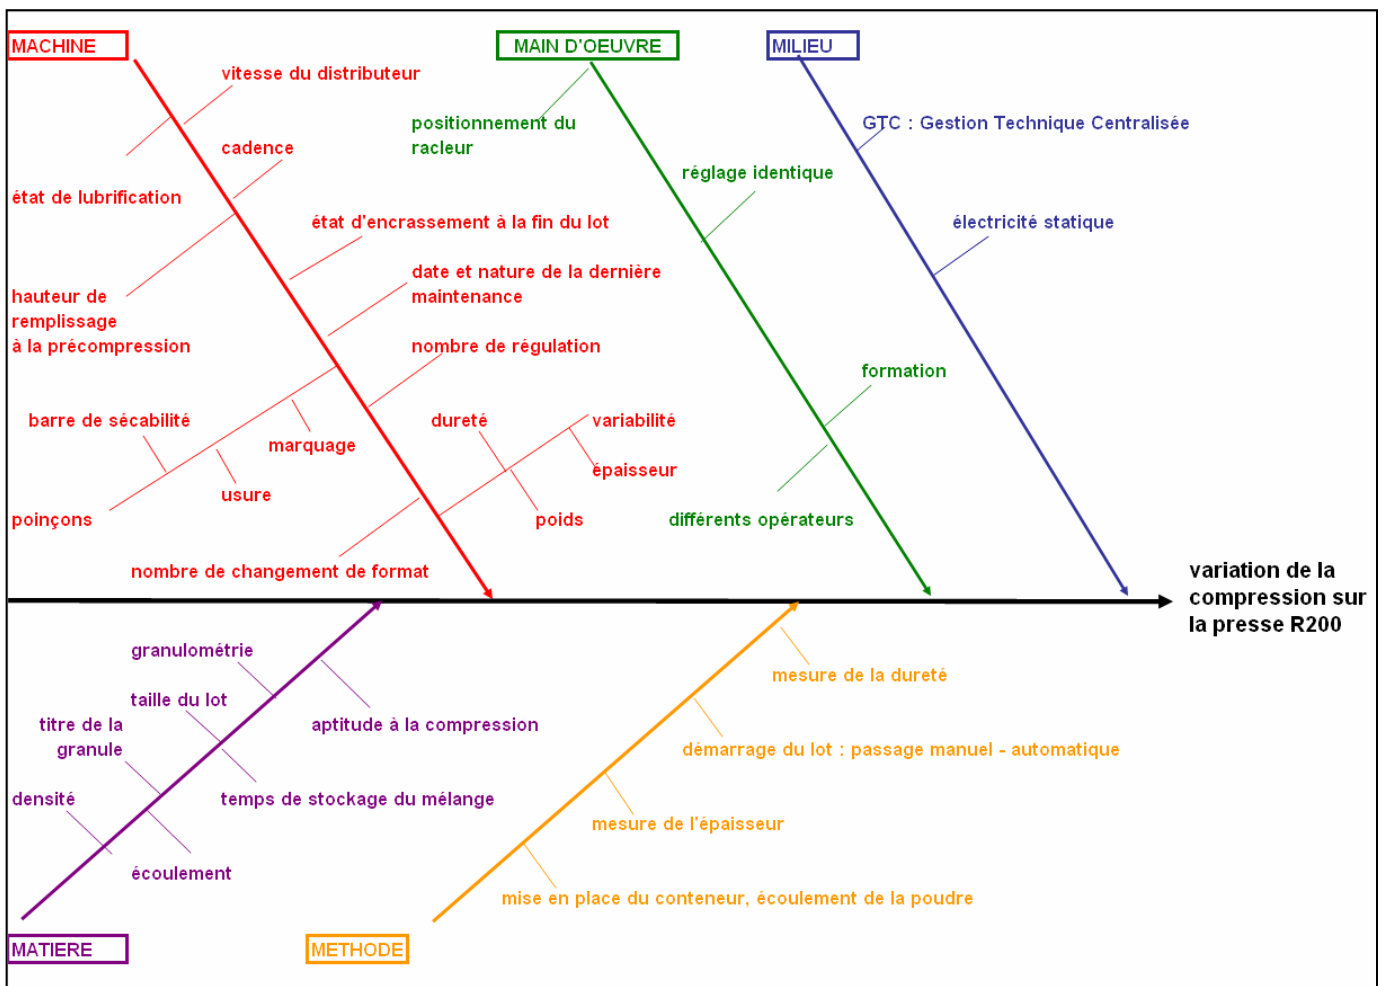 MACHINE
MAIN D'OEUVRE
MILIEU
vitesse du distributeur
positionnement du
racleur
GTC : Gestion Technique Centralisée
cadence
réglage identique
état de lubrification
état d'encrassement à la fin du lot
électricité statique
date et nature de la dernière
maintenance
hauteur de
remplissage
à la précompression
nombre de régulation
formation
barre de sécabilité
marquage
dureté
variabilité
épaisseur
usure
poinçons
poids
différents opérateurs
nombre de changement de format
variation de la
compression sur
la presse R200
granulométrie
mesure de la dureté
taille du lot
aptitude à la compression
titre de la
granule
démarrage du lot : passage manuel - automatique
densité
temps de stockage du mélange
mesure de l'épaisseur
écoulement
mise en place du conteneur, écoulement de la poudre
MATIERE
METHODE